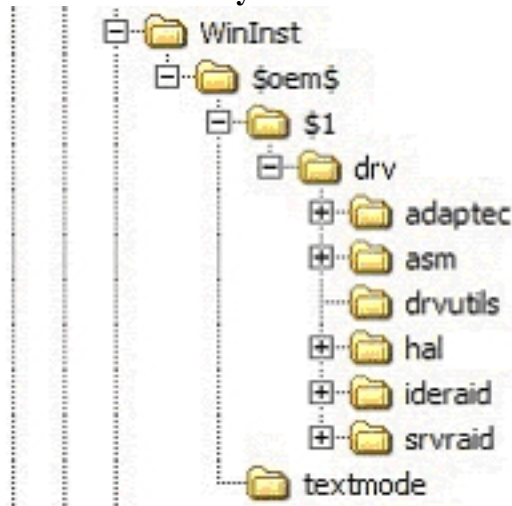 WinInst
$oem$
$1
drv
adaptec
asm
drvutils
hal
ideraid
srvraid
textmode